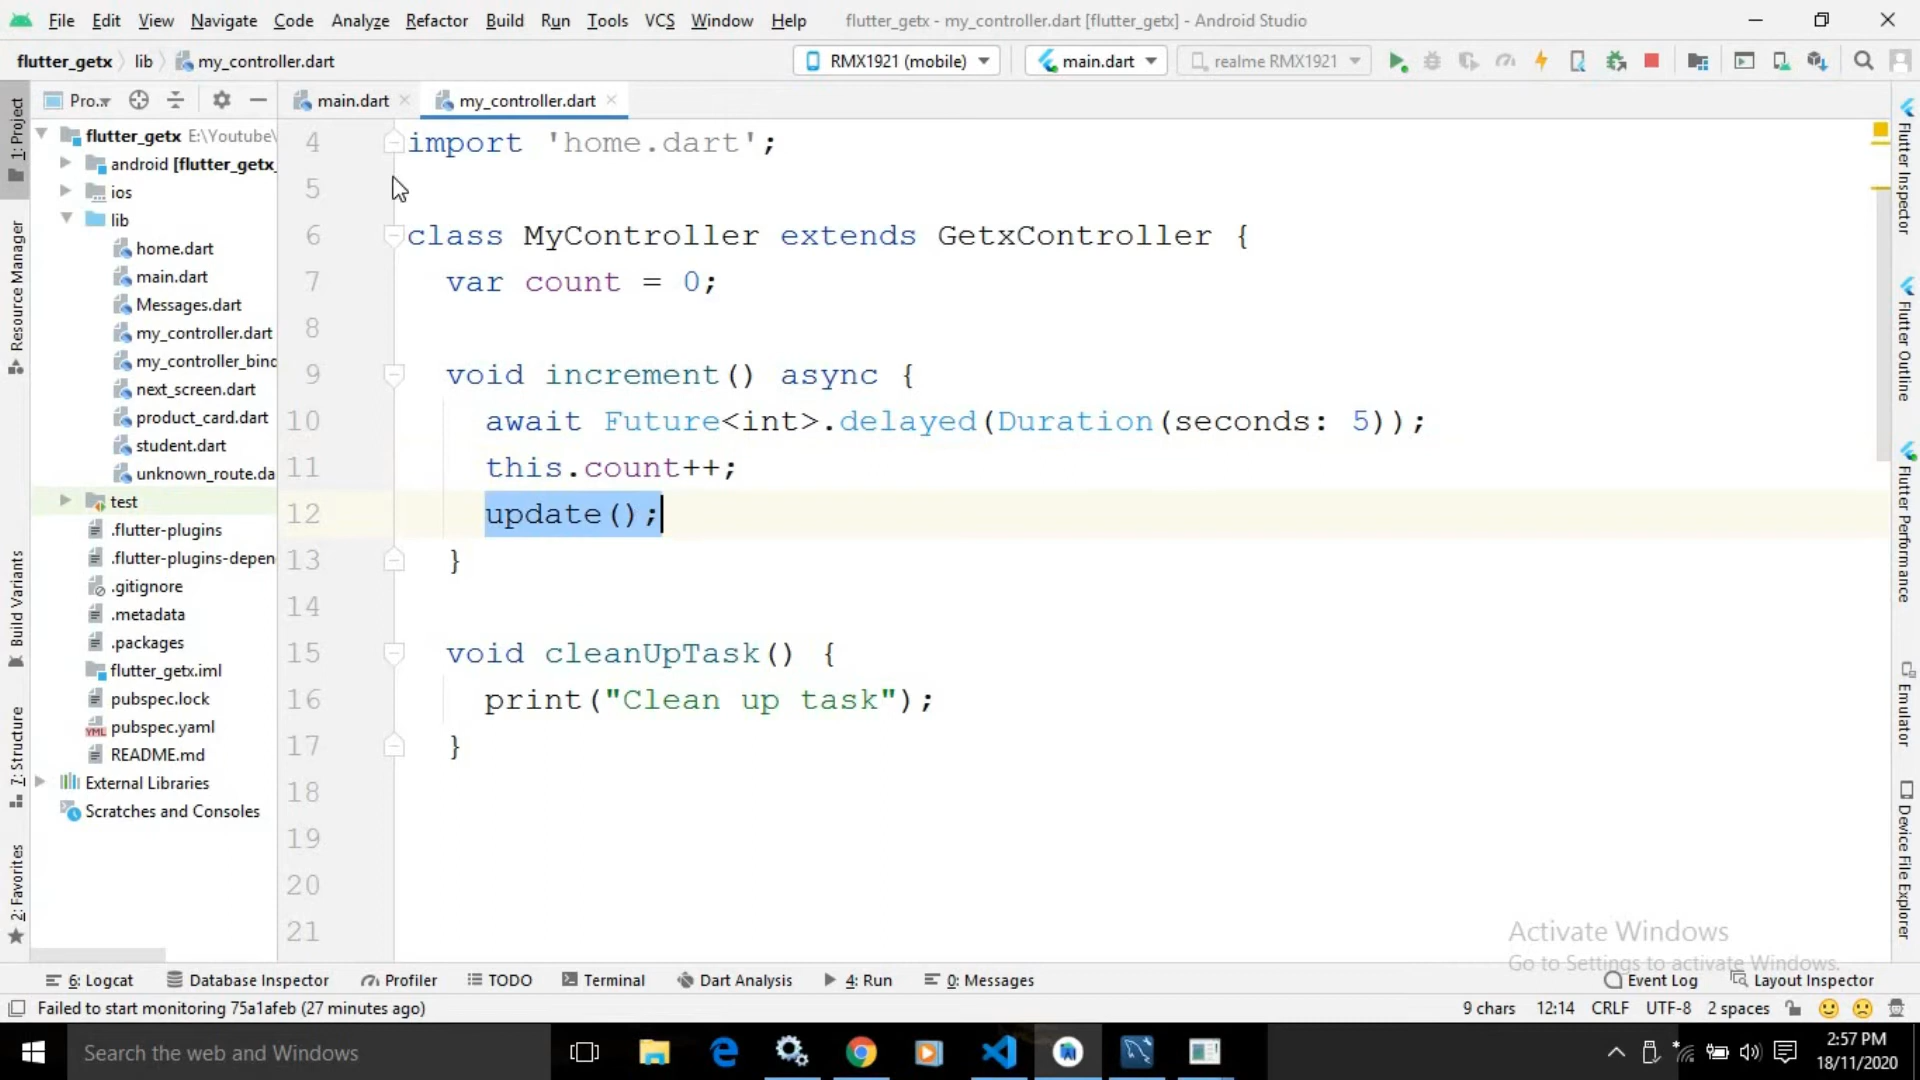 File Edit View Navigate Code Analyze Refactor Build Run Tools VCS Window Help flutter_getx - my_controller.dart [flutter_getx] - Android Studio
flutter_getx lib my_controller.dart RMX1921 (mobile) main.dart realme RMX1921
Pro... main.dart my_controller.dart
1: Project
Resource Manager
Build Variants
7: Structure
2: Favorites
flutter_getx E:\Youtube\
android [flutter_getx_
ios
lib
home.dart
main.dart
Messages.dart
my_controller.dart
my_controller_bind
next_screen.dart
product_card.dart
student.dart
unknown_route.da
test
.flutter-plugins
.flutter-plugins-depen
.gitignore
.metadata
.packages
flutter_getx.iml
pubspec.lock
pubspec.yaml
README.md
External Libraries
Scratches and Consoles
4 import 'home.dart';
5
6 class MyController extends GetxController {
7 var count = 0;
8
9 void increment() async {
10 await Future<int>.delayed(Duration(seconds: 5));
11 this.count++;
12 update();
13 }
14
15 void cleanUpTask() {
16 print("Clean up task");
17 }
18
19
20
21
Flutter Inspector
Flutter Outline
Flutter Performance
Emulator
Device File Explorer
Activate Windows
Go to Settings to activate Windows.
6: Logcat Database Inspector Profiler TODO Terminal Dart Analysis 4: Run 0: Messages Event Log Layout Inspector
Failed to start monitoring 75a1afeb (27 minutes ago) 9 chars 12:14 CRLF UTF-8 2 spaces
Search the web and Windows
2:57 PM
18/11/2020